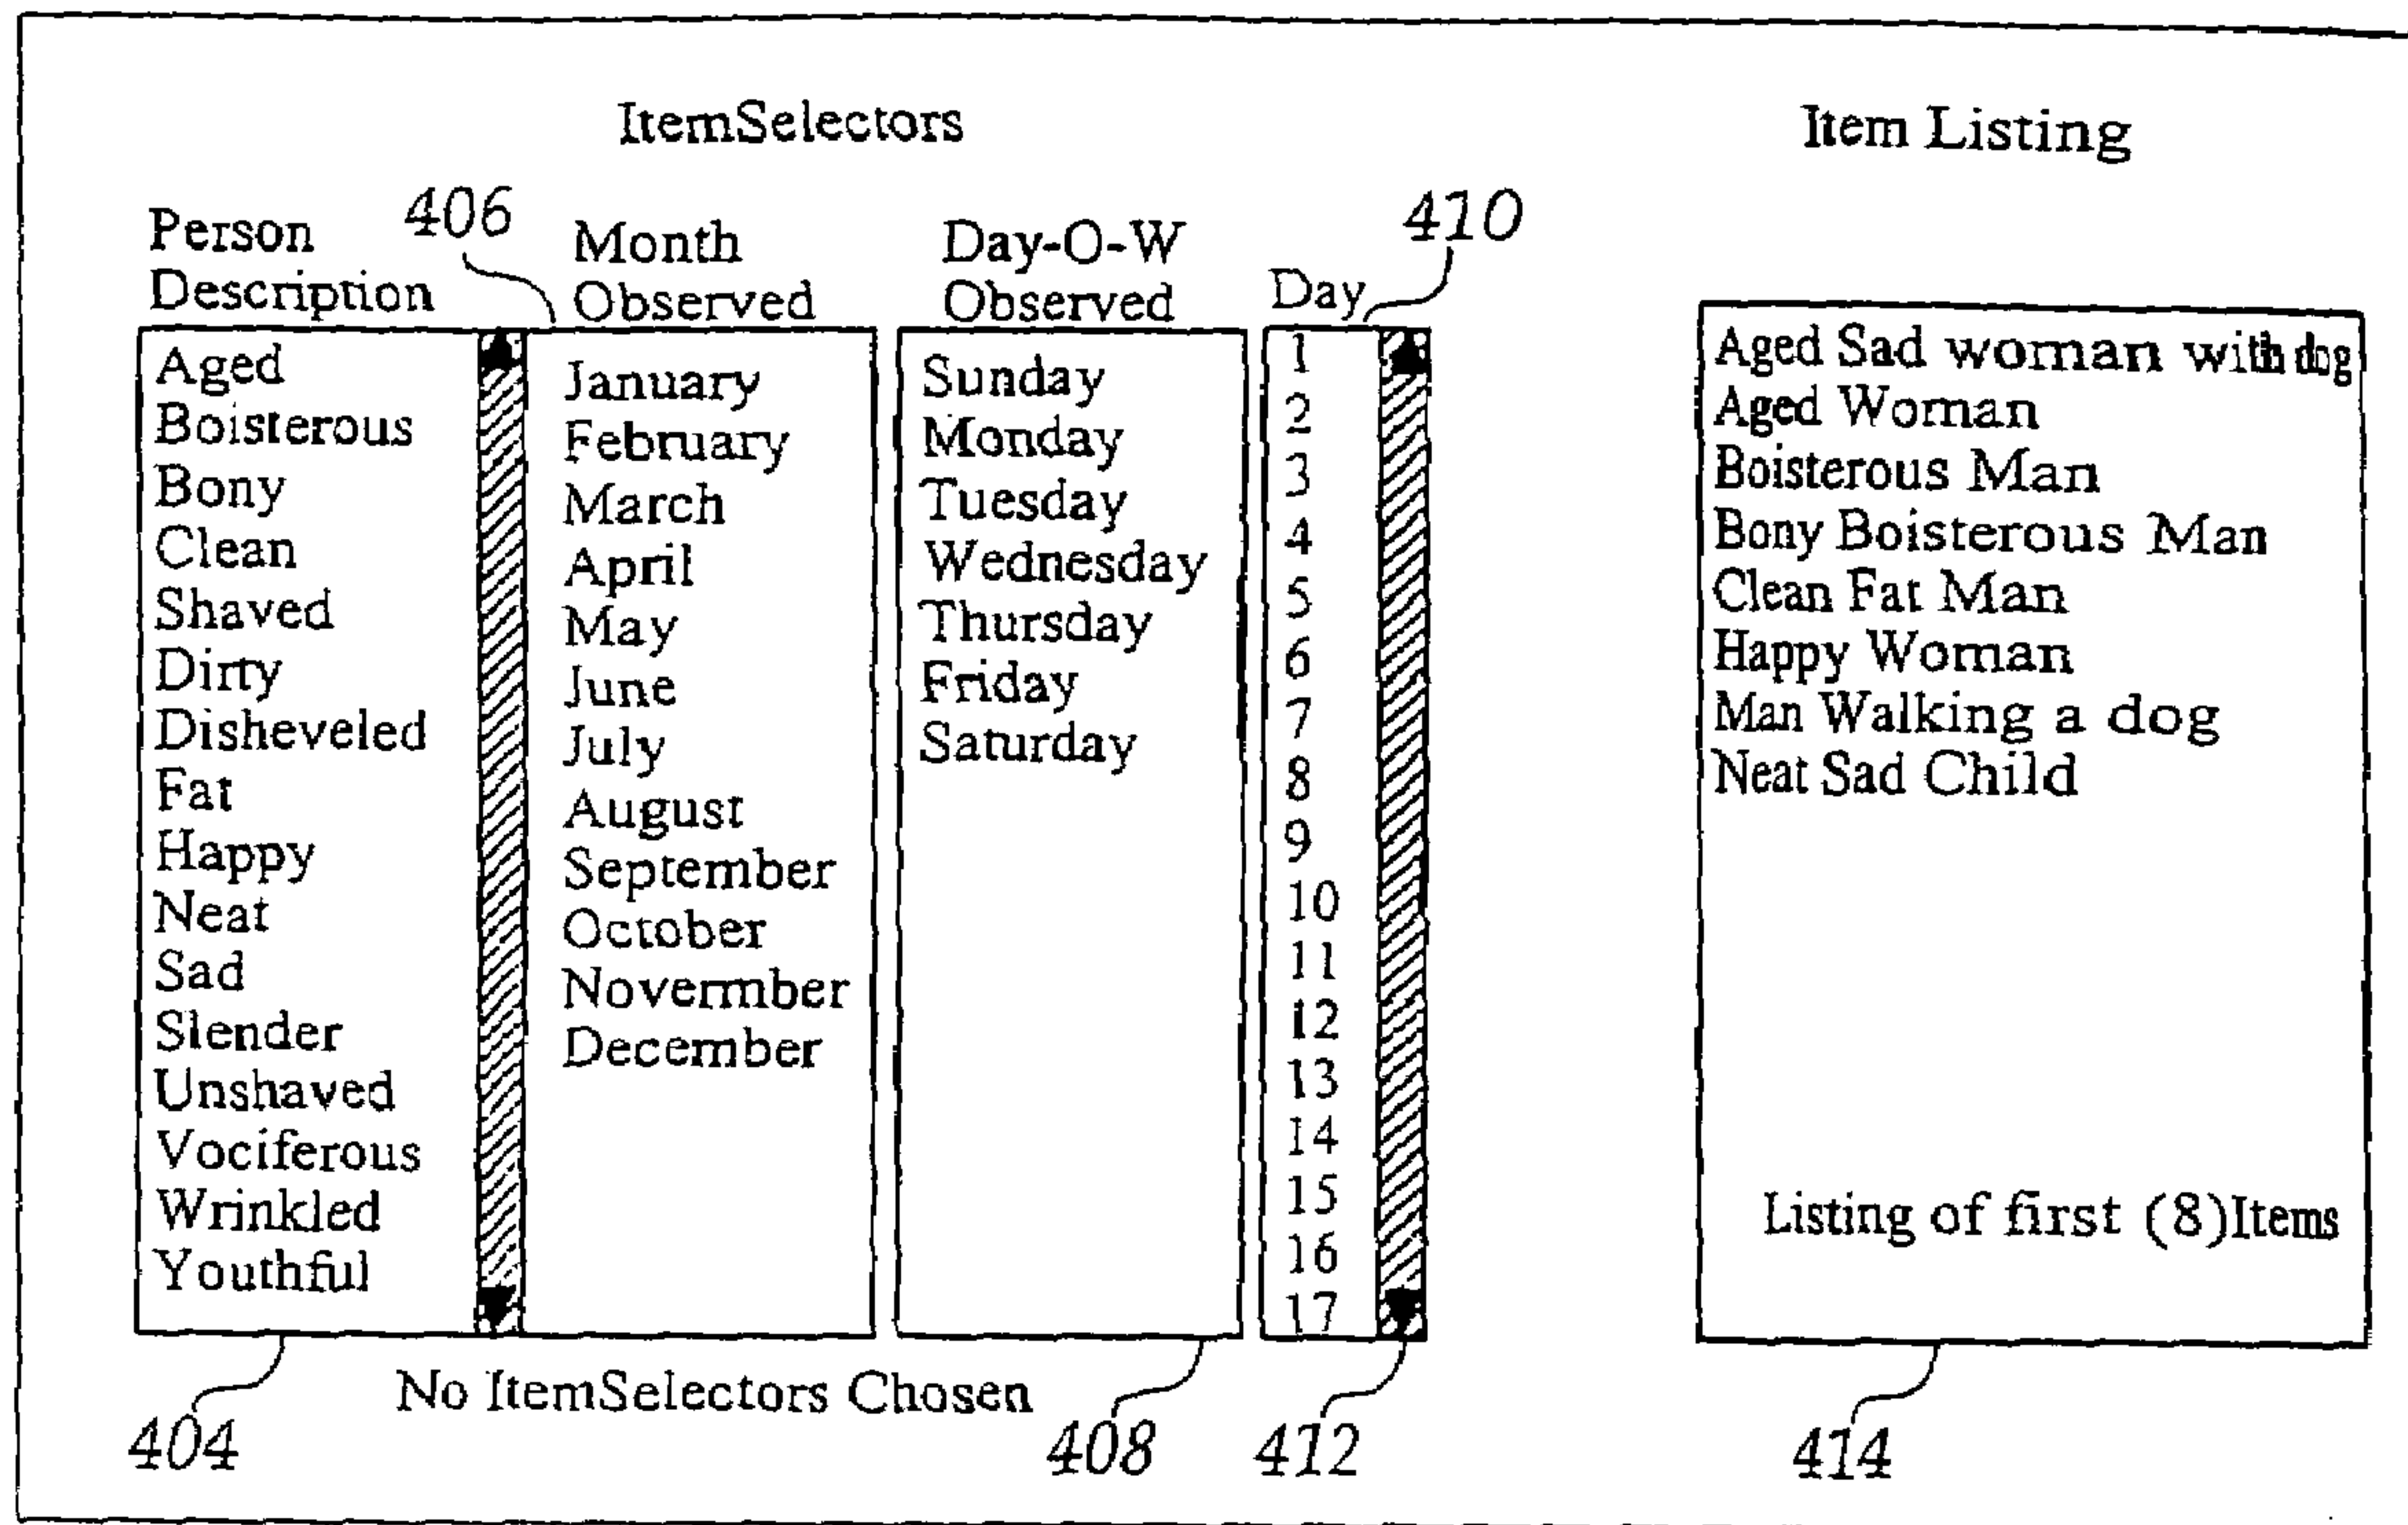 ItemSelectors
Item Listing
406
410
Person
Description
Month
Observed
Day-O-W
Observed
Day
Aged
Boisterous
Bony
Clean
Shaved
Dirty
Disheveled
Fat
Happy
Neat
Sad
Slender
Unshaved
Vociferous
Wrinkled
Youthful
January
February
March
April
May
June
July
August
September
October
Novermber
December
Sunday
Monday
Tuesday
Wednesday
Thursday
Friday
Saturday
1
2
3
4
5
6
7
8
9
10
11
12
13
14
15
16
17
Aged Sad woman with dog
Aged Woman
Boisterous Man
Bony Boisterous Man
Clean Fat Man
Happy Woman
Man Walking a dog
Neat Sad Child
Listing of first (8)Items
No ItemSelectors Chosen
404
408
412
414